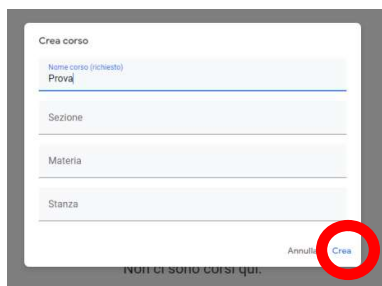 Crea corso
Nome corso (richiesto)
Prova
Sezione
Materia
Stanza
Annulla Crea
Non ci sono corsi qui.